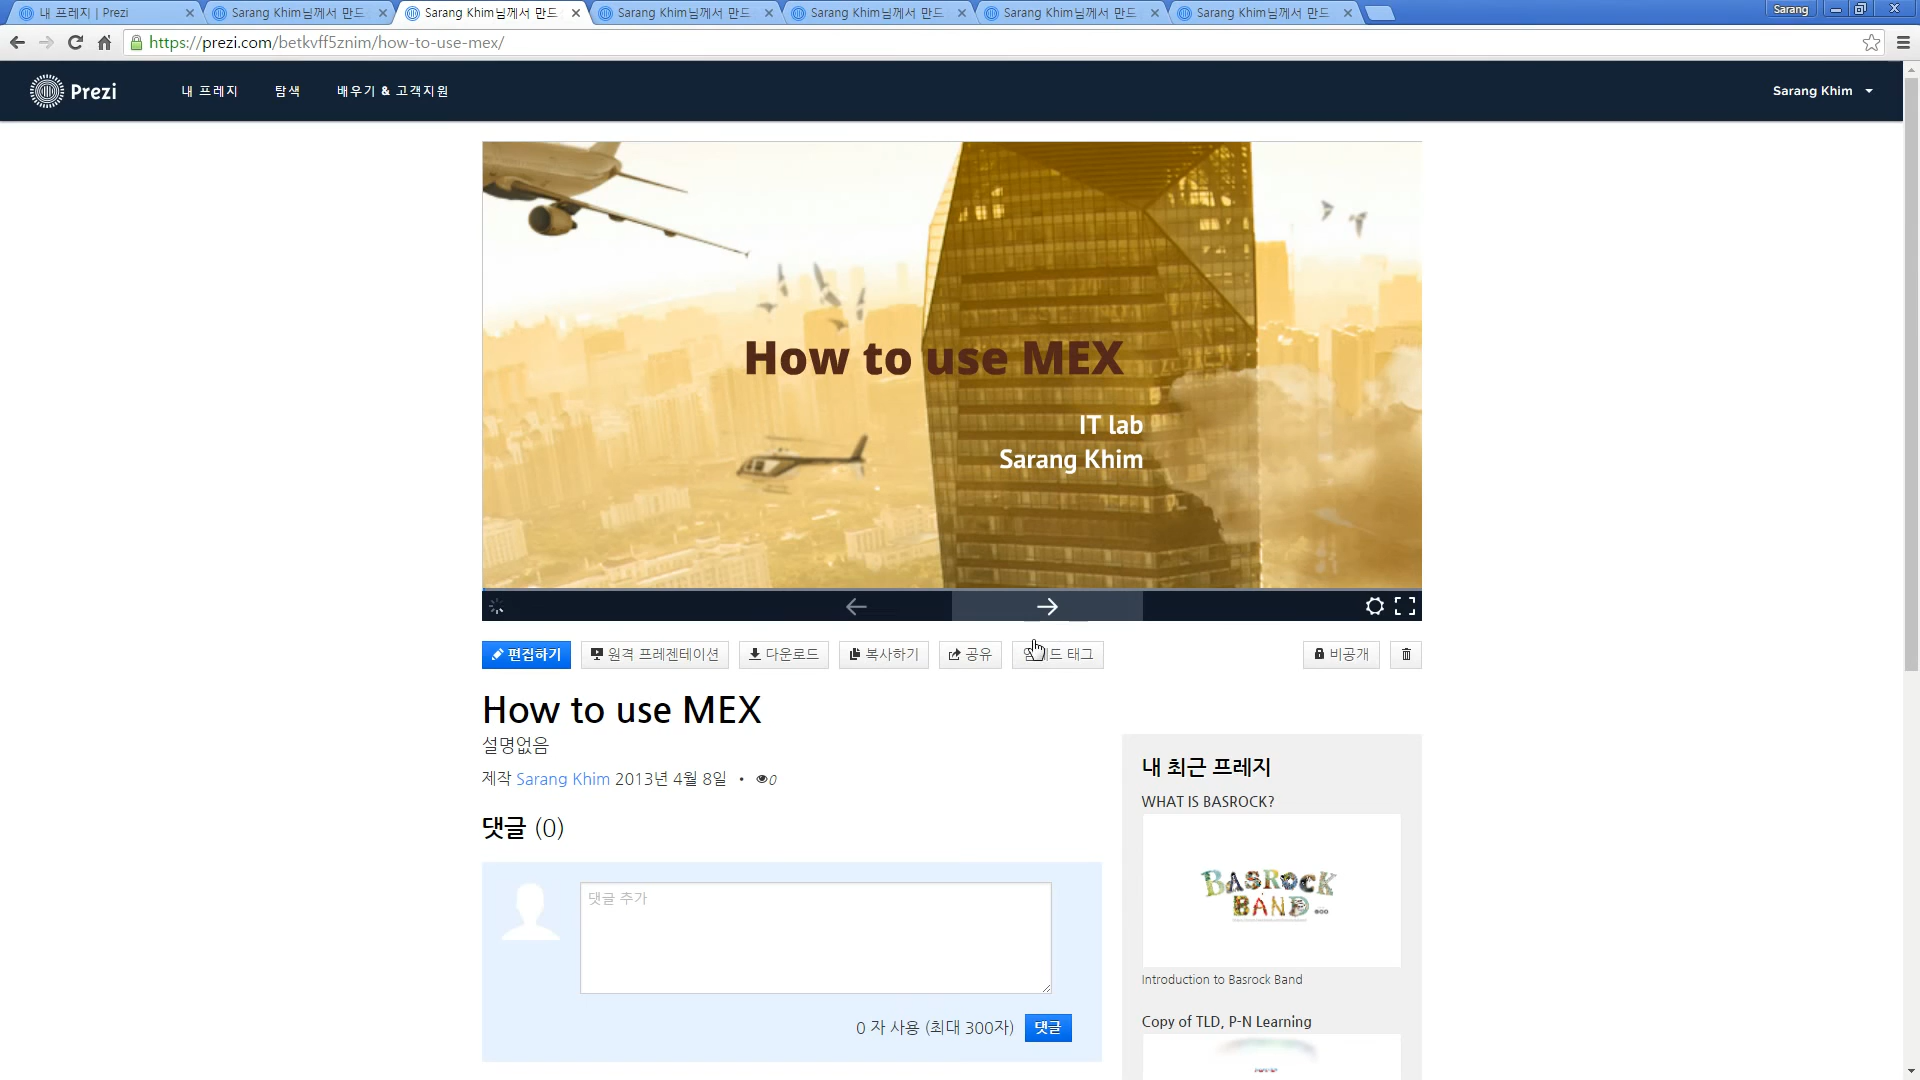 내 프레지 | Prezi
Sarang Khim님께서 만드
Sarang Khim님께서 만드
Sarang Khim님께서 만드
Sarang Khim님께서 만드
Sarang Khim님께서 만드
Sarang Khim님께서 만드
Sarang
https://prezi.com/betkvff5znim/how-to-use-mex/
Prezi
내 프레지
탐색
배우기 & 고객지원
Sarang Khim
How to use MEX
IT lab
Sarang Khim
편집하기
원격 프레젠테이션
다운로드
복사하기
공유
태그
비공개
How to use MEX
설명없음
제작 Sarang Khim 2013년 4월 8일 • 0
댓글 (0)
댓글 추가
0 자 사용 (최대 300자)
댓글
내 최근 프레지
WHAT IS BASROCK?
BASROCK
BAND
Introduction to Basrock Band
Copy of TLD, P-N Learning